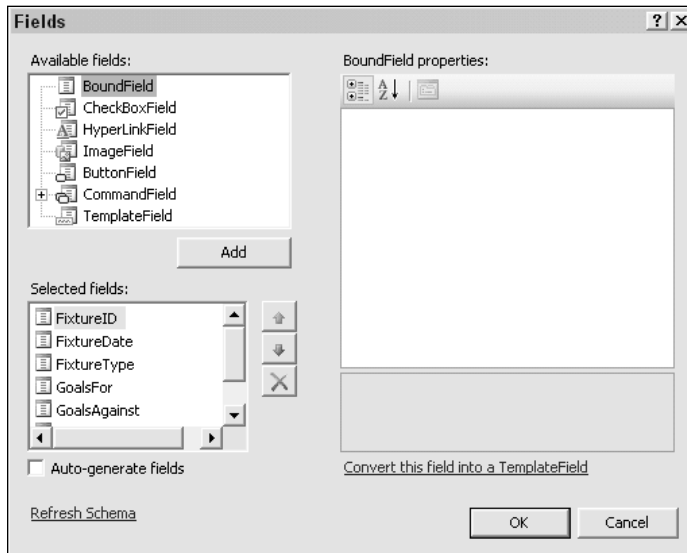 Fields
Available fields:
BoundField
CheckBoxField
HyperLinkField
ImageField
ButtonField
CommandField
TemplateField
Add
Selected fields:
FixtureID
FixtureDate
FixtureType
GoalsFor
GoalsAgainst
Auto-generate fields
Refresh Schema
BoundField properties:
Convert this field into a TemplateField
OK
Cancel